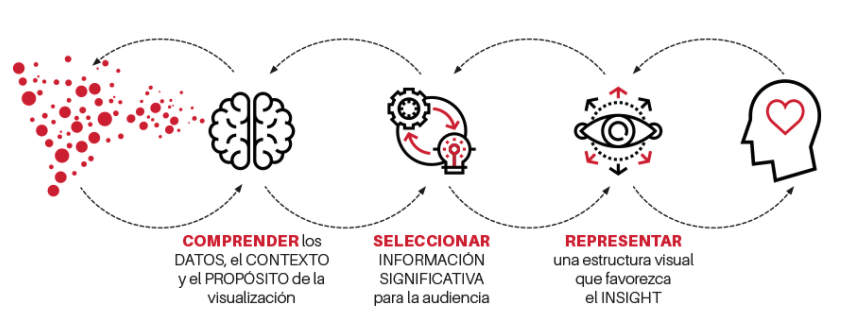 COMPRENDER los
DATOS, el CONTEXTO
y el PROPÓSITO de la
visualización
SELECCIONAR
INFORMACIÓN
SIGNIFICATIVA
para la audiencia
REPRESENTAR
una estructura visual
que favorezca
el INSIGHT